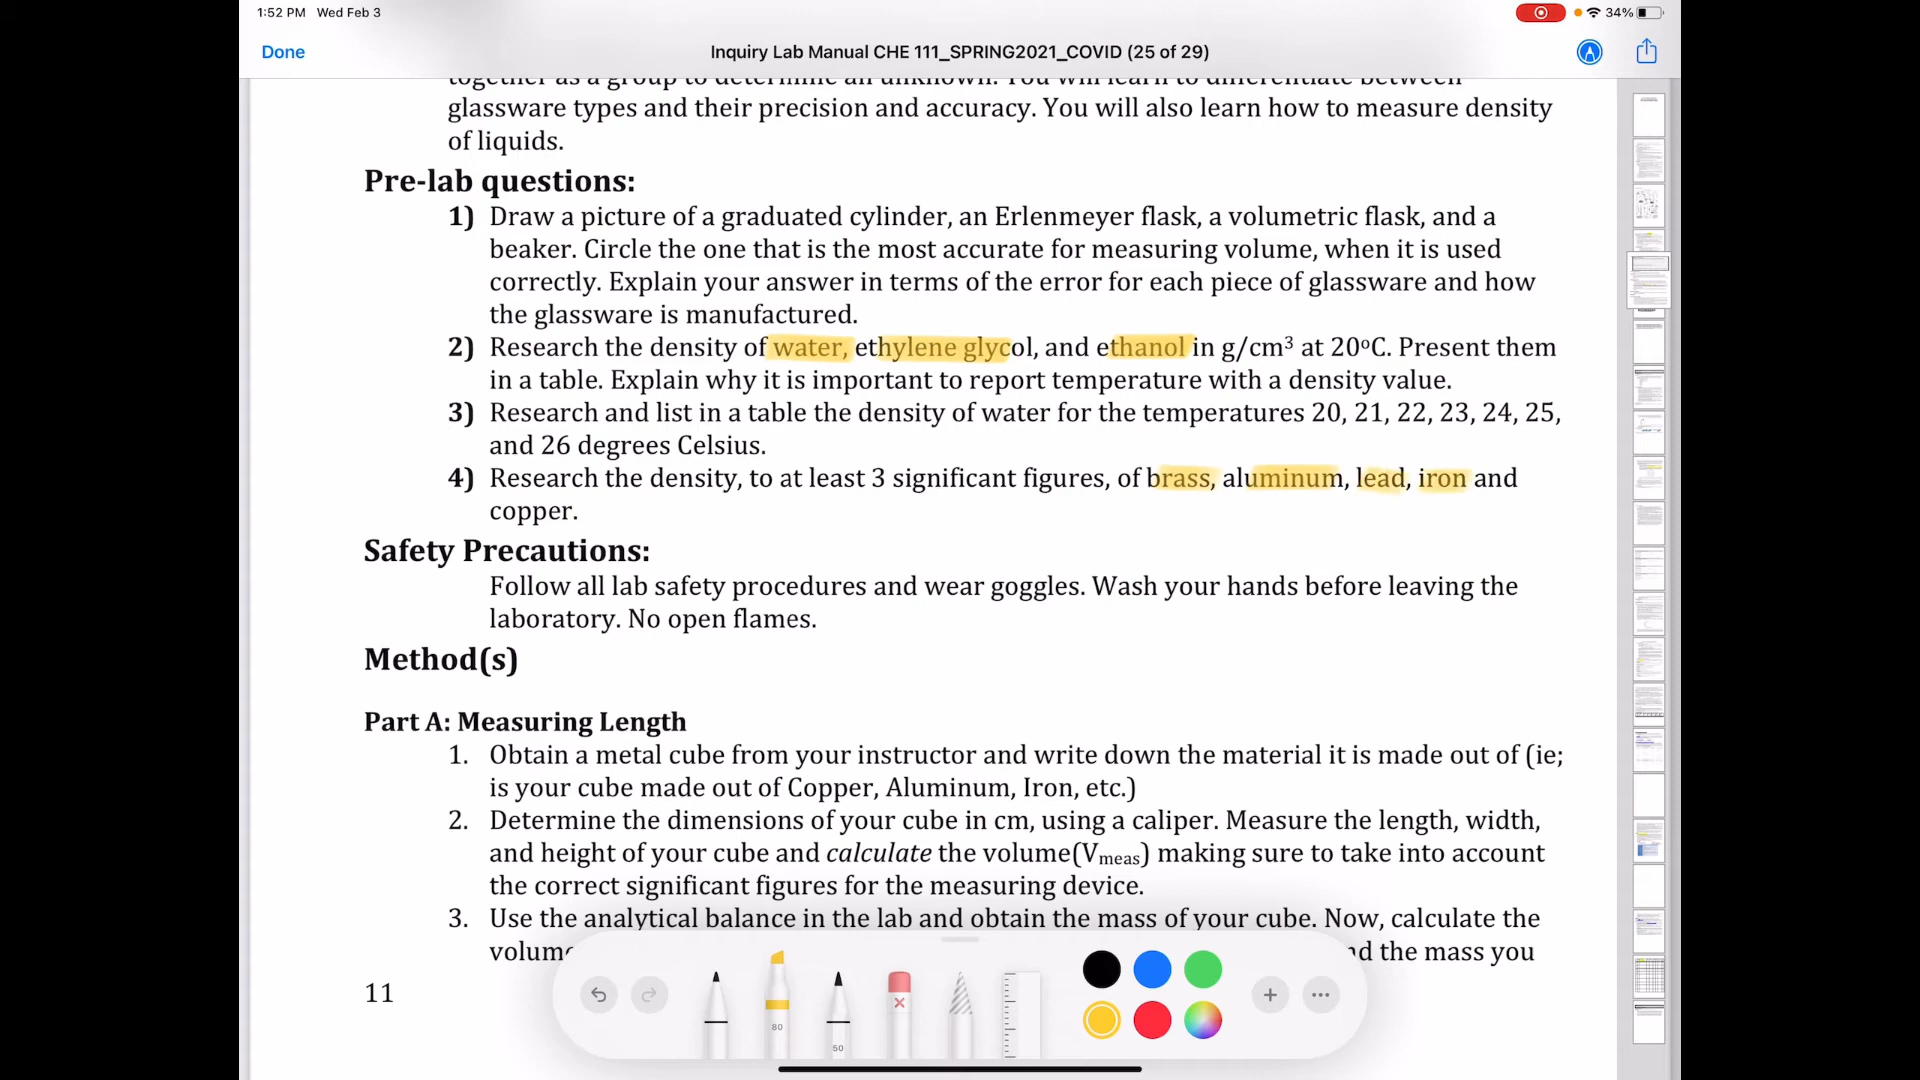 1:52 PM Wed Feb 3
34%
Done
Inquiry Lab Manual CHE 111_SPRING2021_COVID (25 of 29)
together as a group to determine an unknown. You will learn to differentiate between
glassware types and their precision and accuracy. You will also learn how to measure density
of liquids.
Pre-lab questions:
1) Draw a picture of a graduated cylinder, an Erlenmeyer flask, a volumetric flask, and a
beaker. Circle the one that is the most accurate for measuring volume, when it is used
correctly. Explain your answer in terms of the error for each piece of glassware and how
the glassware is manufactured.
2) Research the density of water, ethylene glycol, and ethanol in g/cm³ at 20ºC. Present them
in a table. Explain why it is important to report temperature with a density value.
3) Research and list in a table the density of water for the temperatures 20, 21, 22, 23, 24, 25,
and 26 degrees Celsius.
4) Research the density, to at least 3 significant figures, of brass, aluminum, lead, iron and
copper.
Safety Precautions:
Follow all lab safety procedures and wear goggles. Wash your hands before leaving the
laboratory. No open flames.
Method(s)
Part A: Measuring Length
1. Obtain a metal cube from your instructor and write down the material it is made out of (ie;
is your cube made out of Copper, Aluminum, Iron, etc.)
2. Determine the dimensions of your cube in cm, using a caliper. Measure the length, width,
and height of your cube and calculate the volume(Vmeas) making sure to take into account
the correct significant figures for the measuring device.
3. Use the analytical balance in the lab and obtain the mass of your cube. Now, calculate the
the mass you
11
80
50